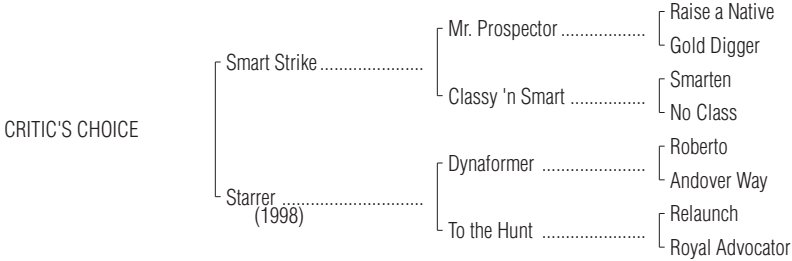 Raise a Native
Mr. Prospector ..................
Gold Digger
Smart Strike ......................
Smarten
Classy 'n Smart ................
No Class
CRITIC'S CHOICE
Roberto
Dynaformer ......................
Andover Way
Starrer ..............................
(1998)
Relaunch
To the Hunt ......................
Royal Advocator